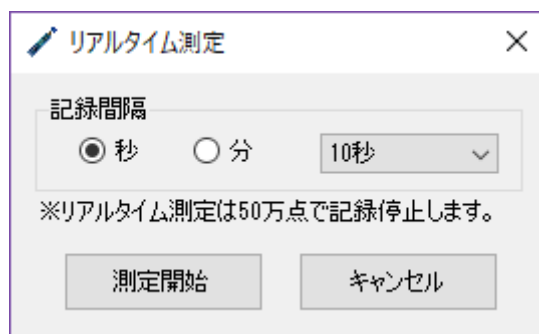 リアルタイム測定
記録間隔
秒 分 10秒
※リアルタイム測定は50万点で記録停止します。
測定開始 キャンセル